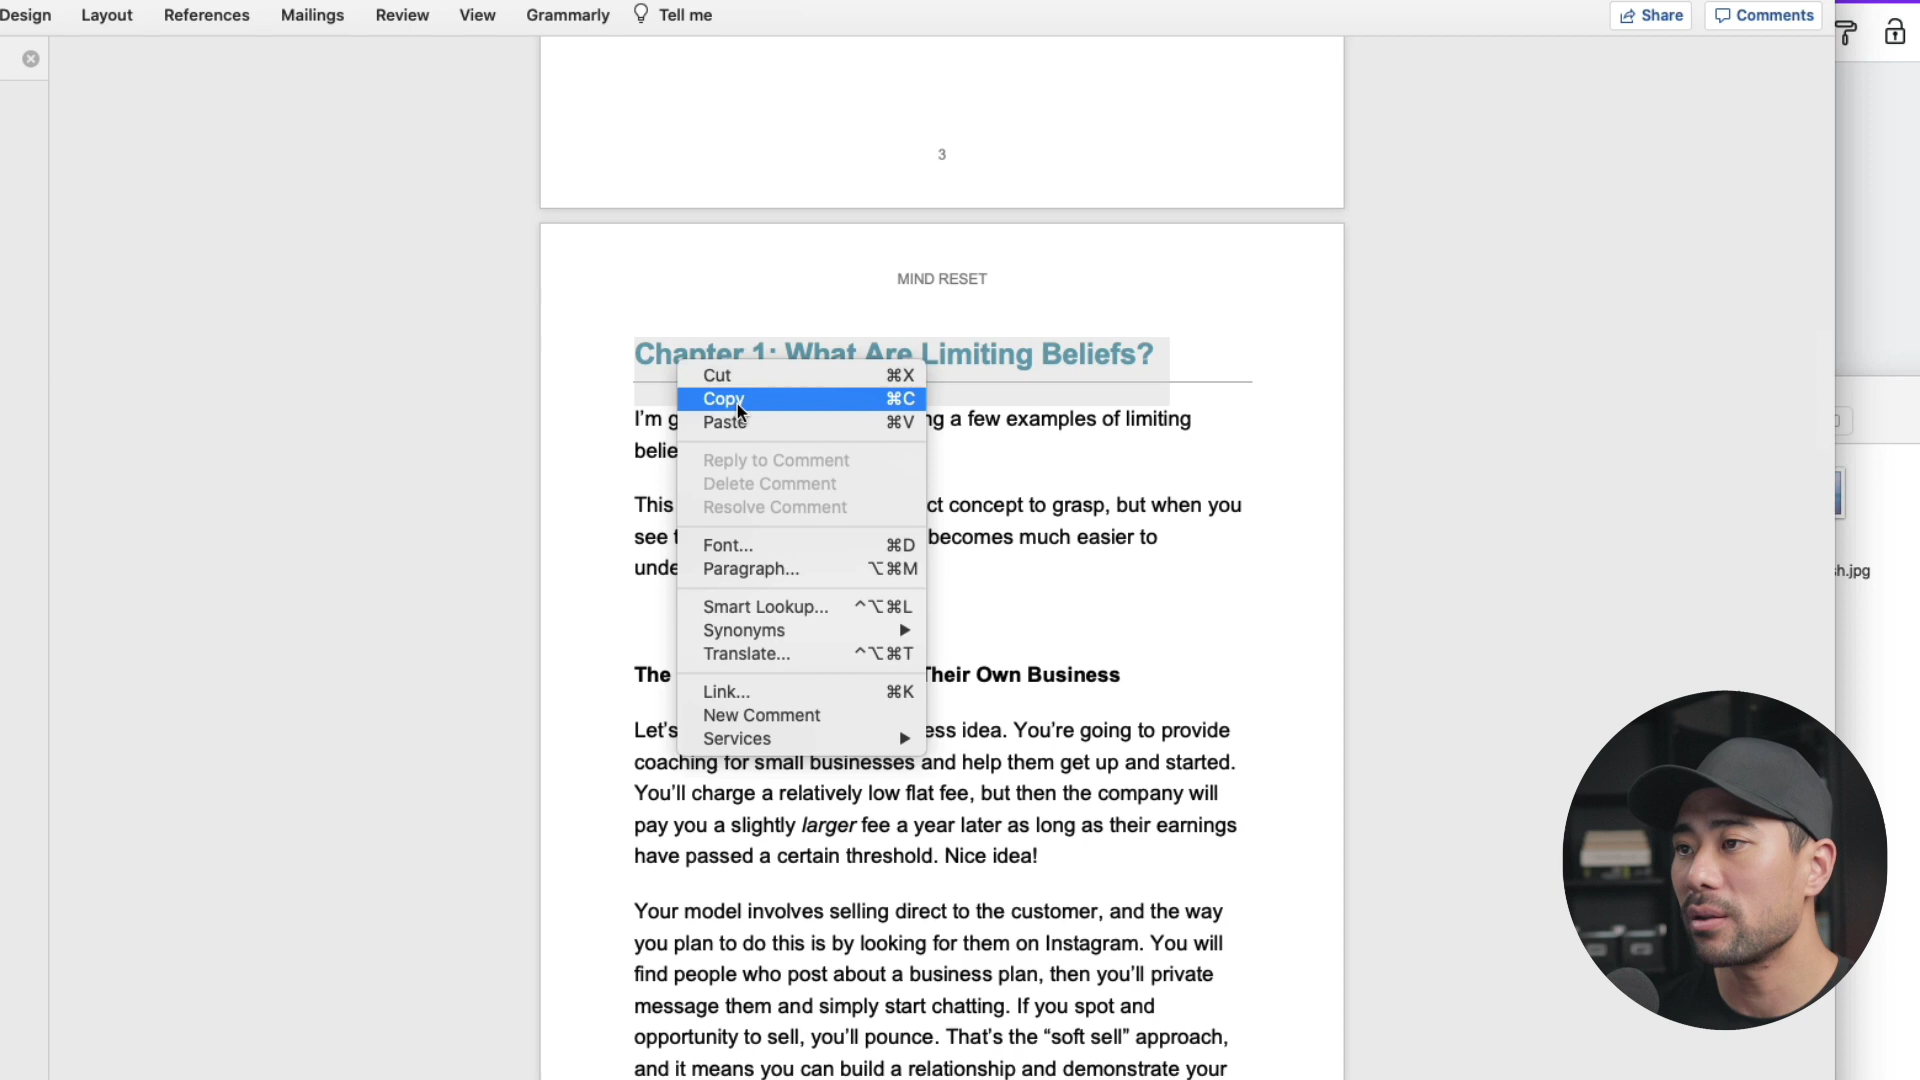 Design Layout References Mailings Review View Grammarly Tell me Share Comments
3
MIND RESET
Chapter 1: What Are Limiting Beliefs?
Cut ⌘X
Copy ⌘C
Paste ⌘V
Reply to Comment
Delete Comment
Resolve Comment
Font... ⌘D
Paragraph... ⌥⌘M
Smart Lookup... ^⌥⌘L
Synonyms
Translate... ^⌥⌘T
Link... ⌘K
New Comment
Services
I'm g ng a few examples of limiting
belie
This ct concept to grasp, but when you
see t becomes much easier to
unde
h.jpg
The Their Own Business
Let's ess idea. You're going to provide
coaching for small businesses and help them get up and started.
You'll charge a relatively low flat fee, but then the company will
pay you a slightly larger fee a year later as long as their earnings
have passed a certain threshold. Nice idea!
Your model involves selling direct to the customer, and the way
you plan to do this is by looking for them on Instagram. You will
find people who post about a business plan, then you'll private
message them and simply start chatting. If you spot and
opportunity to sell, you'll pounce. That's the “soft sell” approach,
and it means you can build a relationship and demonstrate your